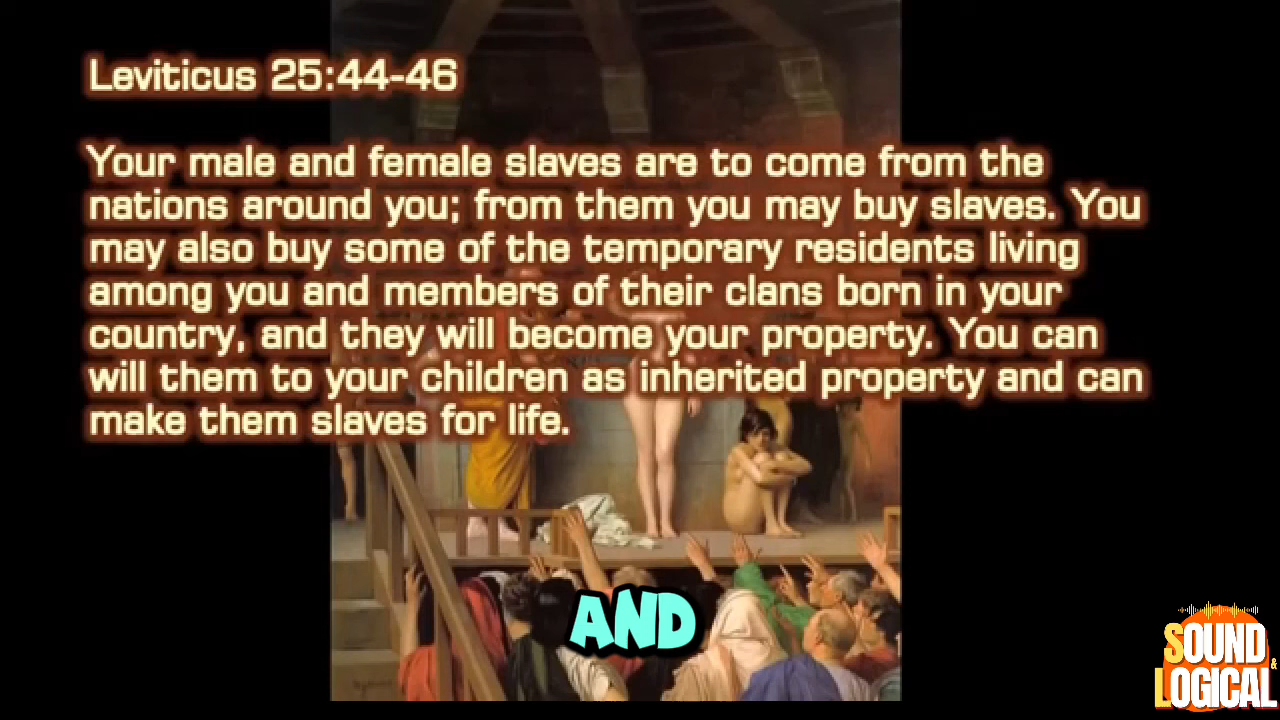 Leviticus 25:44-46
Your male and female slaves are to come from the
nations around you; from them you may buy slaves. You
may also buy some of the temporary residents living
among you and members of their clans born in your
country, and they will become your property. You can
will them to your children as inherited property and can
make them slaves for life.
AND
SOUND
&
LOGICAL